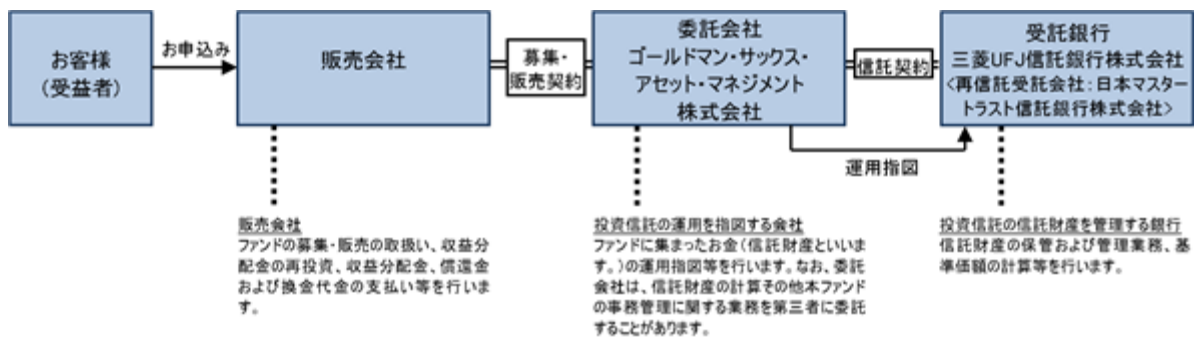 お客様
（受益者）
お申込み
販売会社
募集・
販売契約
委託会社
ゴールドマン・サックス・
アセット・マネジメント
株式会社
信託契約
受託銀行
三菱UFJ信託銀行株式会社
<再信託受託会社：日本マスター
トラスト信託銀行株式会社>
運用指図
販売会社
ファンドの募集・販売の取扱い、収益分
配金の再投資、収益分配金、償還金
および換金代金の支払い等を行いま
す。
投資信託の運用を指図する会社
ファンドに集まったお金（信託財産といいま
す。）の運用指図等を行います。なお、委託
会社は、信託財産の計算その他本ファンド
の事務管理に関する業務を第三者に委託
することがあります。
投資信託の信託財産を管理する銀行
信託財産の保管および管理業務、基
準価額の計算等を行います。